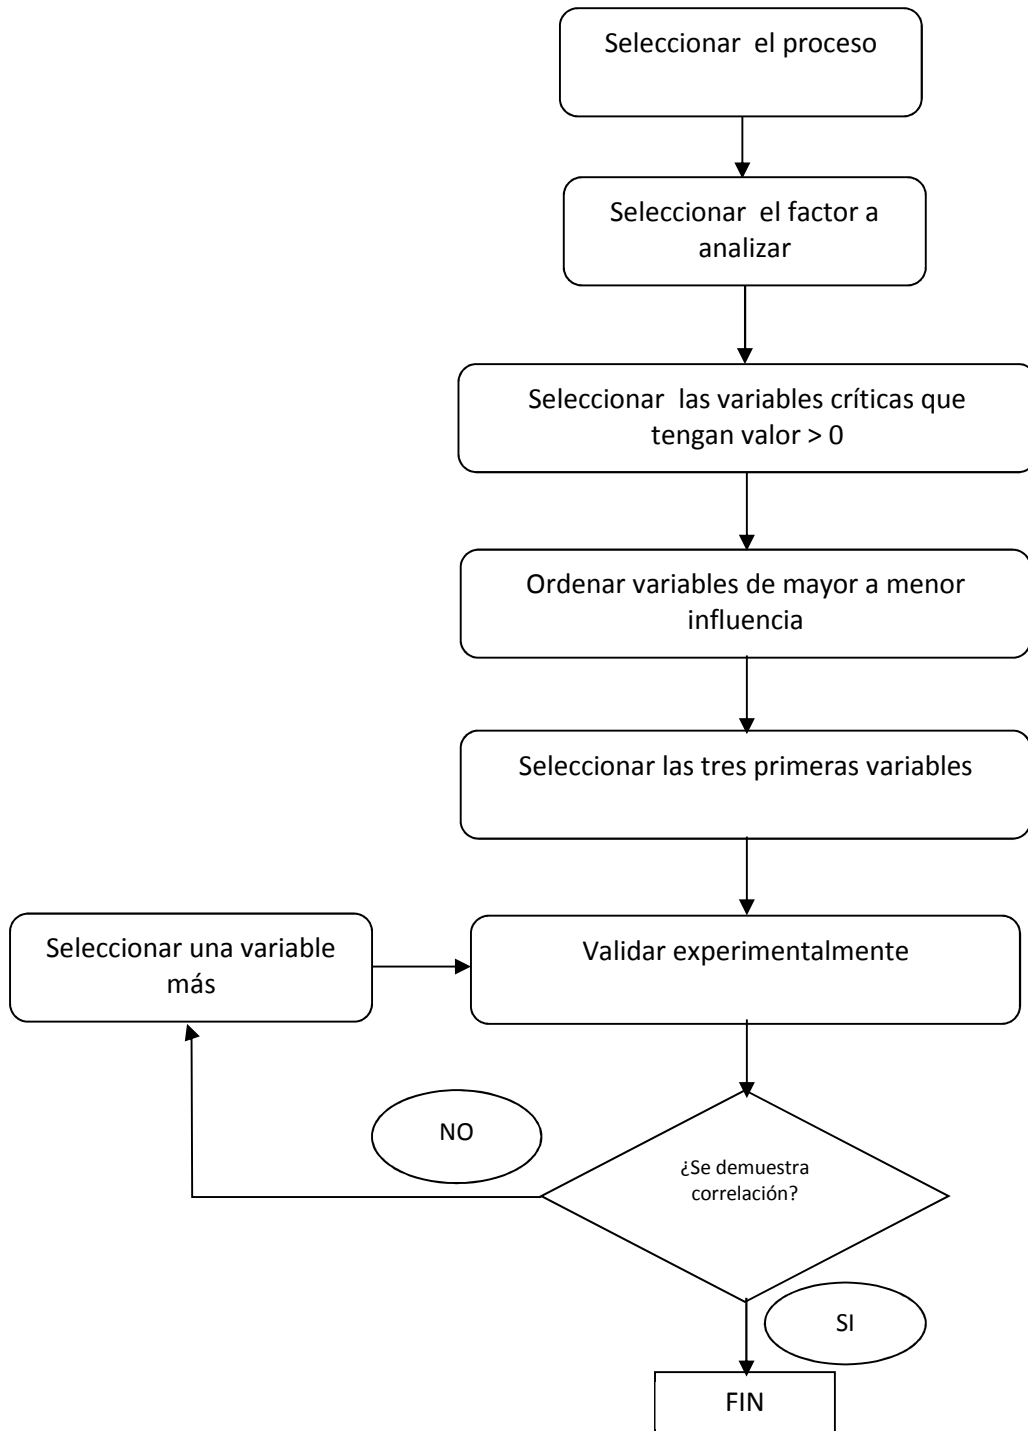 Seleccionar el proceso
Seleccionar el factor a
analizar
Seleccionar las variables críticas que
tengan valor > 0
Ordenar variables de mayor a menor
influencia
Seleccionar las tres primeras variables
Seleccionar una variable
más
Validar experimentalmente
NO
¿Se demuestra
correlación?
SI
FIN